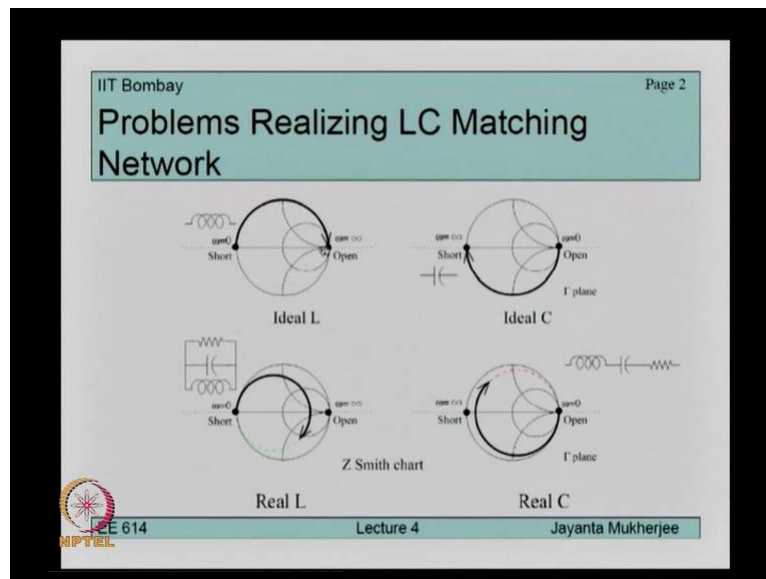 IIT Bombay
Page 2
Problems Realizing LC Matching
Network
ω=0
Short
ω= ∞
Open
ω= ∞
Short
ω=0
Open
Γ plane
Ideal L
Ideal C
ω=0
Short
ω= ∞
Open
ω= ∞
Short
ω=0
Open
Γ plane
Z Smith chart
Real L
Real C
EE 614
Lecture 4
Jayanta Mukherjee
NPTEL